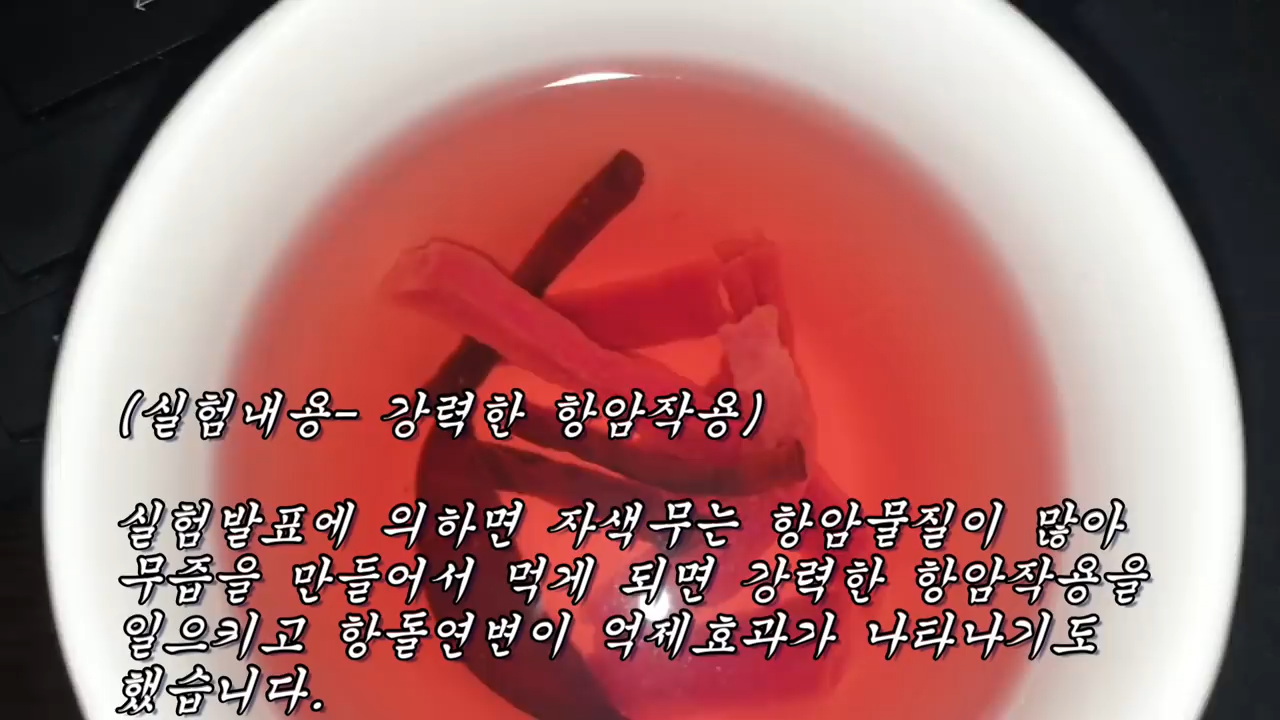 (실험내용- 강력한 항암작용)
실험발표에 의하면 자색무는 항암물질이 많아
무즙을 만들어서 먹게 되면 강력한 항암작용을
일으키고 항돌연변이 억제효과가 나타나기도
했습니다.